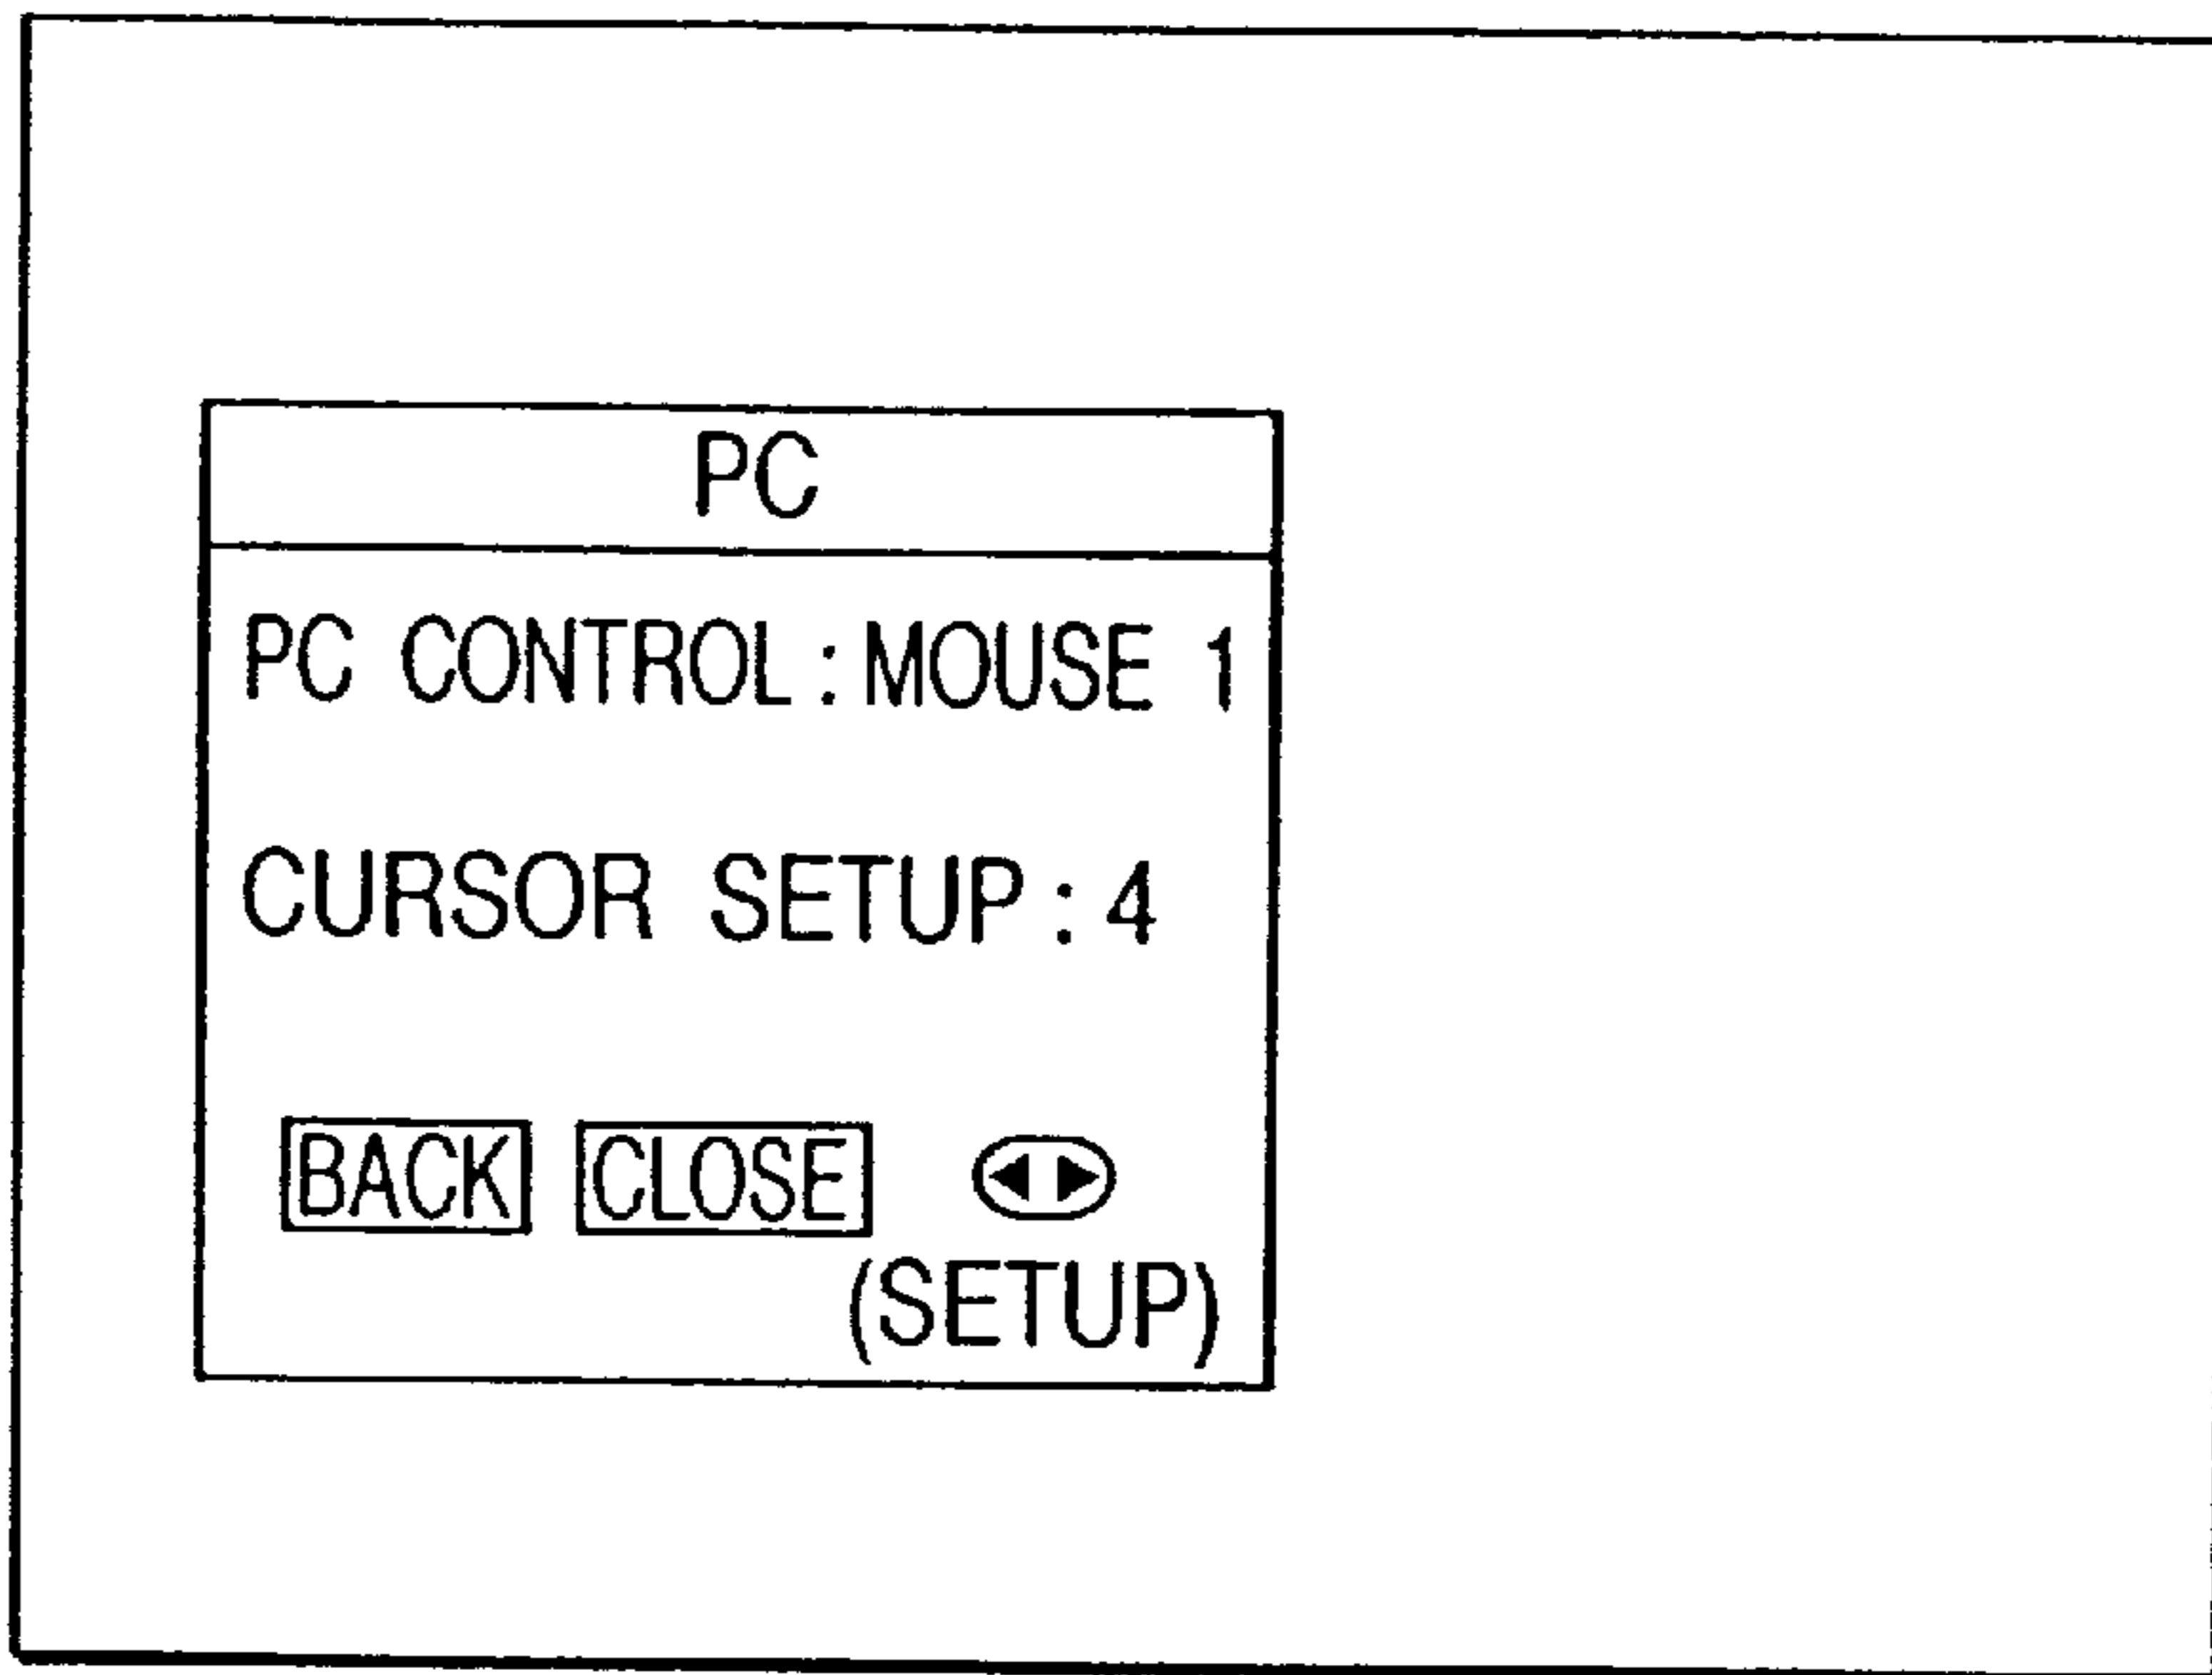 PC
PC CONTROL:MOUSE 1
CURSOR SETUP:4
BACK CLOSE
(SETUP)